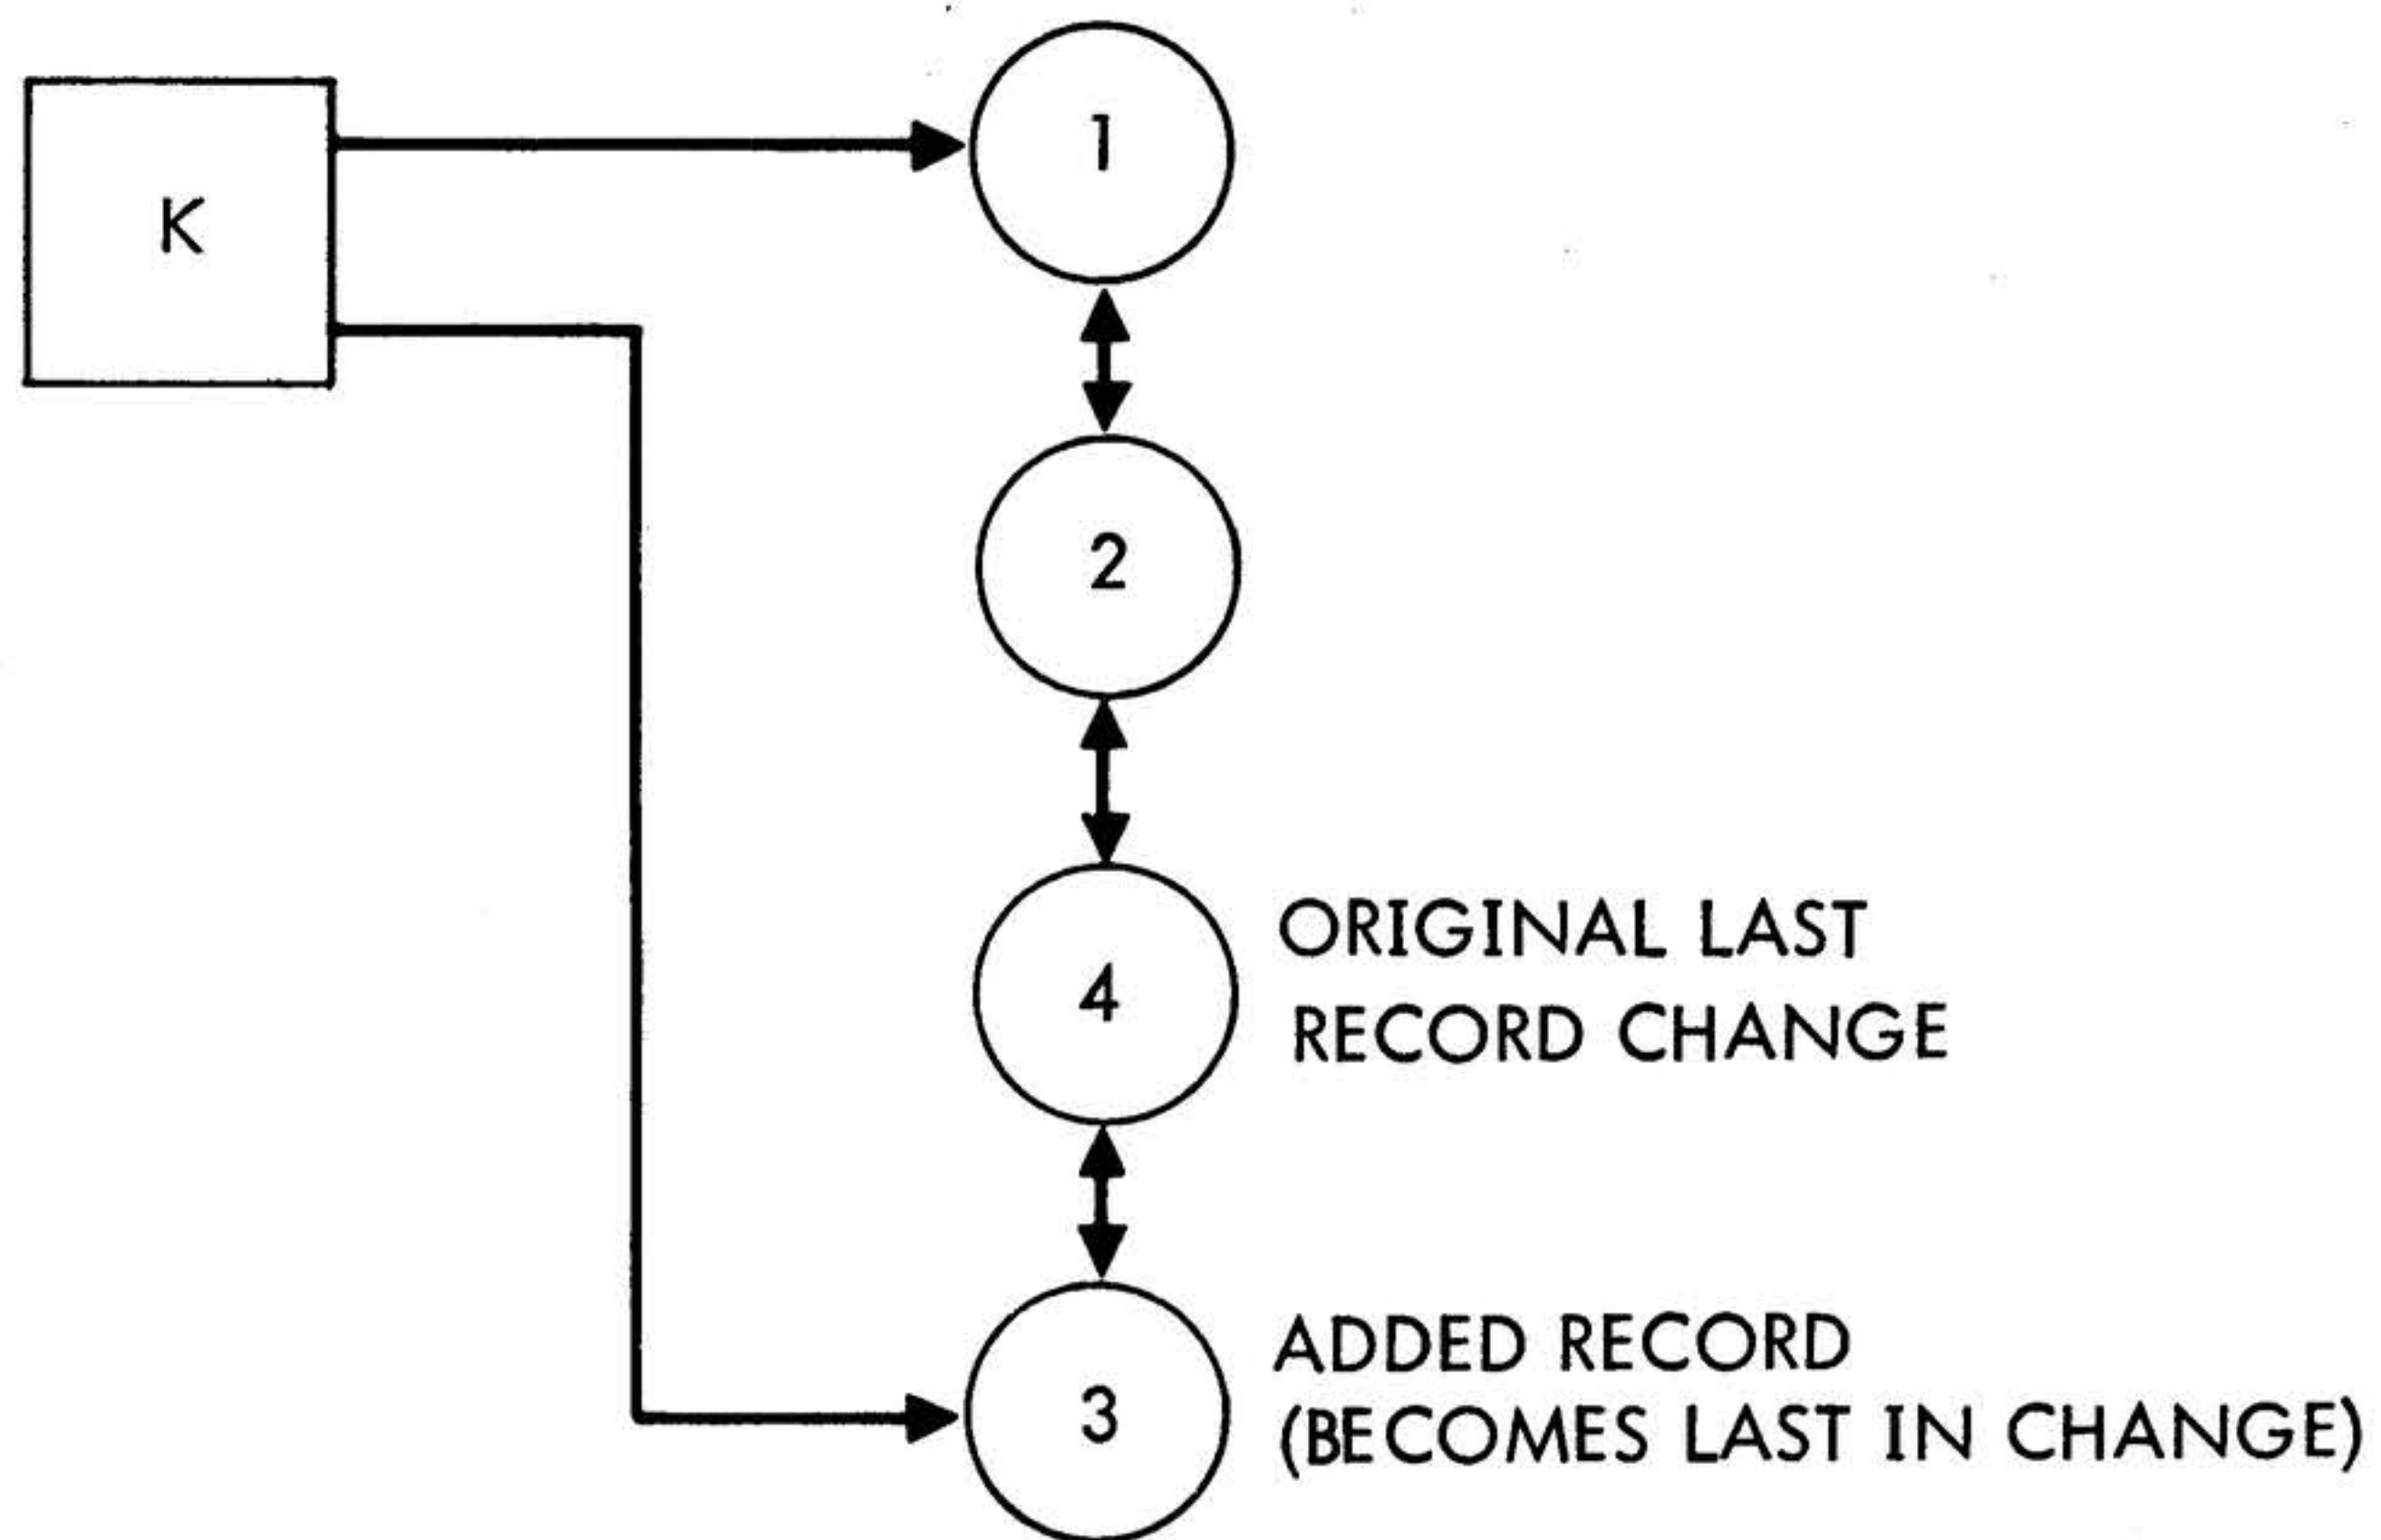 K
1
2
4
ORIGINAL LAST
RECORD CHANGE
3
ADDED RECORD
(BECOMES LAST IN CHANGE)